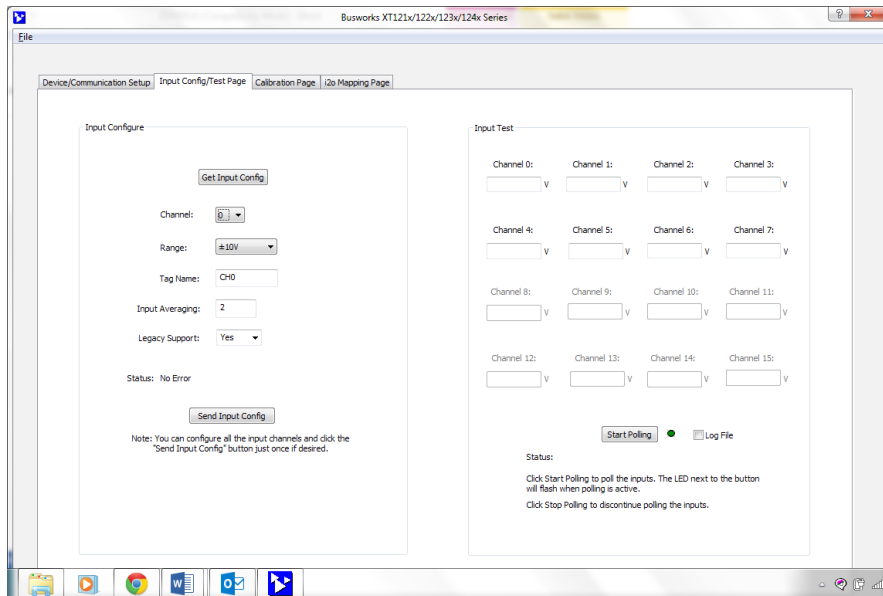 Busworks XT121x/122x/123x/124x Series
File
Device/Communication Setup Input Config/Test Page Calibration Page i2o Mapping Page
Input Configure
Get Input Config
Channel: 0
Range: ±10V
Tag Name: CH0
Input Averaging: 2
Legacy Support: Yes
Status: No Error
Send Input Config
Note: You can configure all the input channels and click the
"Send Input Config" button just once if desired.
Input Test
Channel 0: Channel 1: Channel 2: Channel 3:
V V V V
Channel 4: Channel 5: Channel 6: Channel 7:
V V V V
Channel 8: Channel 9: Channel 10: Channel 11:
V V V V
Channel 12: Channel 13: Channel 14: Channel 15:
V V V V
Start Polling Log File
Status:
Click Start Polling to poll the inputs. The LED next to the button
will flash when polling is active.
Click Stop Polling to discontinue polling the inputs.